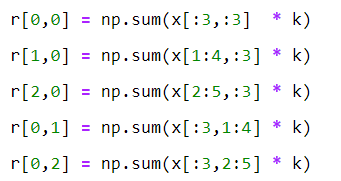 r[0,0] = np.sum(x[:3,:3]  * k)
r[1,0] = np.sum(x[1:4,:3] * k)
r[2,0] = np.sum(x[2:5,:3] * k)
r[0,1] = np.sum(x[:3,1:4] * k)
r[0,2] = np.sum(x[:3,2:5] * k)